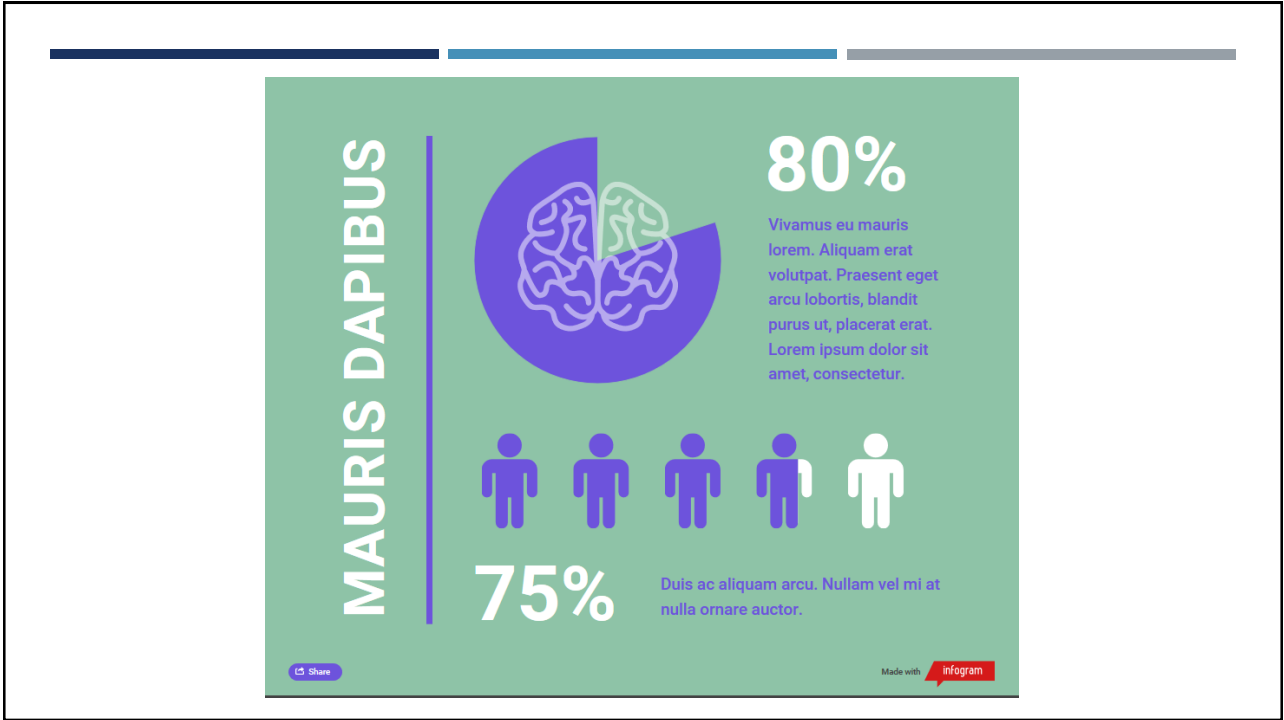 MAURIS DAPIBUS
80%
Vivamus eu mauris
lorem. Aliquam erat
volutpat. Praesent eget
arcu lobortis, blandit
purus ut, placerat erat.
Lorem ipsum dolor sit
amet, consectetur.
75%
Duis ac aliquam arcu. Nullam vel mi at
nulla ornare auctor.
Share
Made with infogram